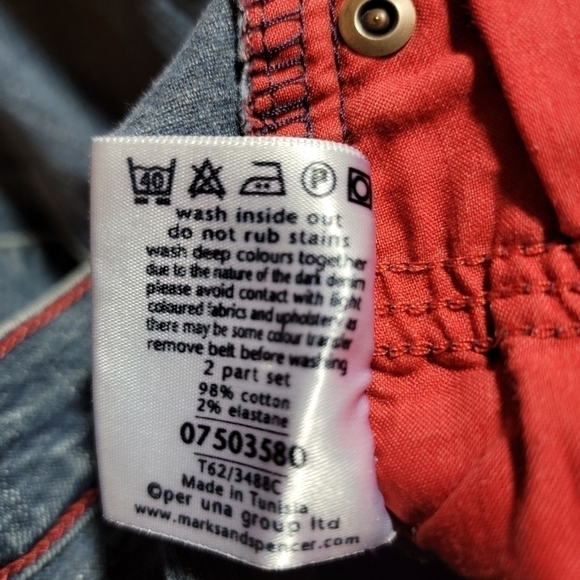 40 P
wash inside out
do not rub stains
wash deep colours together
due to the nature of the dark denim
please avoid contact with light
coloured fabrics and upholstery as
there may be some colour transfer
remove belt before washing
2 part set
98% cotton
2% elastane
07503580
T62/3488C
Made in Tunisia
©per una group ltd
www.marksandspencer.com